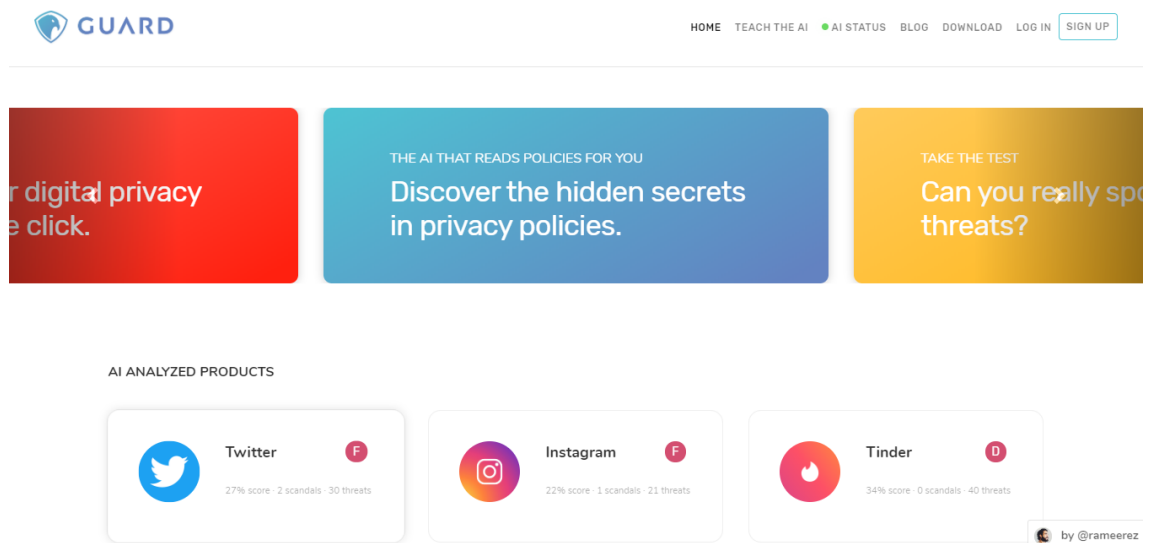 GUARD
HOME TEACH THE AI AI STATUS BLOG DOWNLOAD LOG IN SIGN UP
digital privacy
click.
THE AI THAT READS POLICIES FOR YOU
Discover the hidden secrets
in privacy policies.
TAKE THE TEST
Can you really
threats?
AI ANALYZED PRODUCTS
Twitter F
27% score · 2 scandals · 30 threats
Instagram F
22% score · 1 scandals · 21 threats
Tinder D
34% score · 0 scandals · 40 threats
by @rameerez